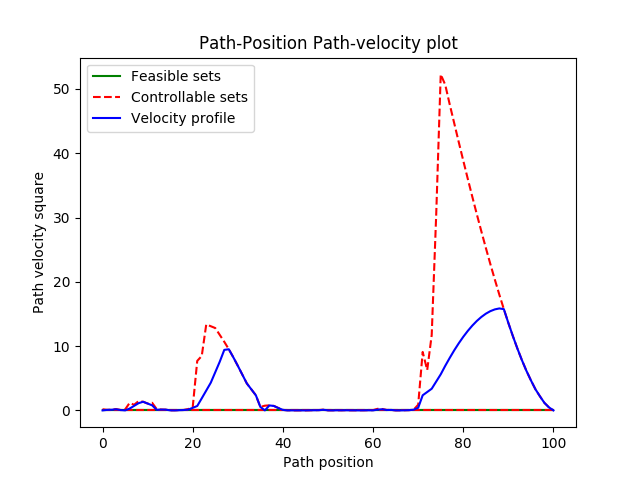 Path-Position Path-velocity plot
Feasible sets
Controllable sets
Velocity profile
Path velocity square
50
40
30
20
10
0
0 20 40 60 80 100
Path position